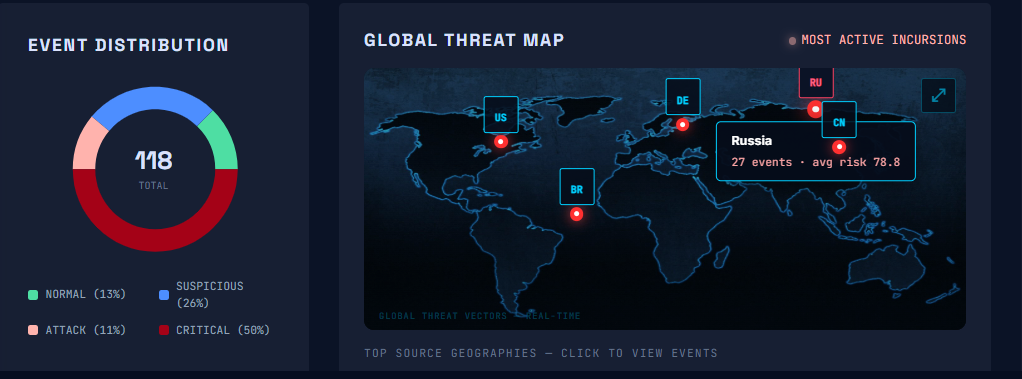 EVENT DISTRIBUTION
118
TOTAL
NORMAL (13%)
SUSPICIOUS
(26%)
ATTACK (11%)
CRITICAL (50%)
GLOBAL THREAT MAP
MOST ACTIVE INCURSIONS
RU
DE
US
CN
Russia
27 events · avg risk 78.8
BR
GLOBAL THREAT VECTORS
REAL-TIME
TOP SOURCE GEOGRAPHIES — CLICK TO VIEW EVENTS